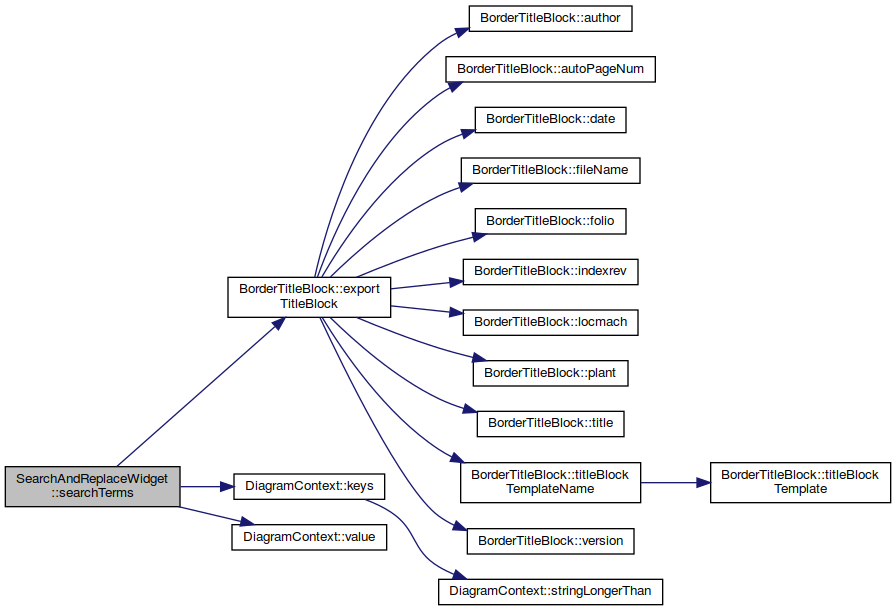 BorderTitleBlock::author
BorderTitleBlock::autoPageNum
BorderTitleBlock::date
BorderTitleBlock::fileName
BorderTitleBlock::folio
BorderTitleBlock::indexrev
BorderTitleBlock::export
TitleBlock
BorderTitleBlock::locmach
BorderTitleBlock::plant
BorderTitleBlock::title
SearchAndReplaceWidget
::searchTerms
DiagramContext::keys
BorderTitleBlock::titleBlock
TemplateName
BorderTitleBlock::titleBlock
Template
DiagramContext::value
BorderTitleBlock::version
DiagramContext::stringLongerThan